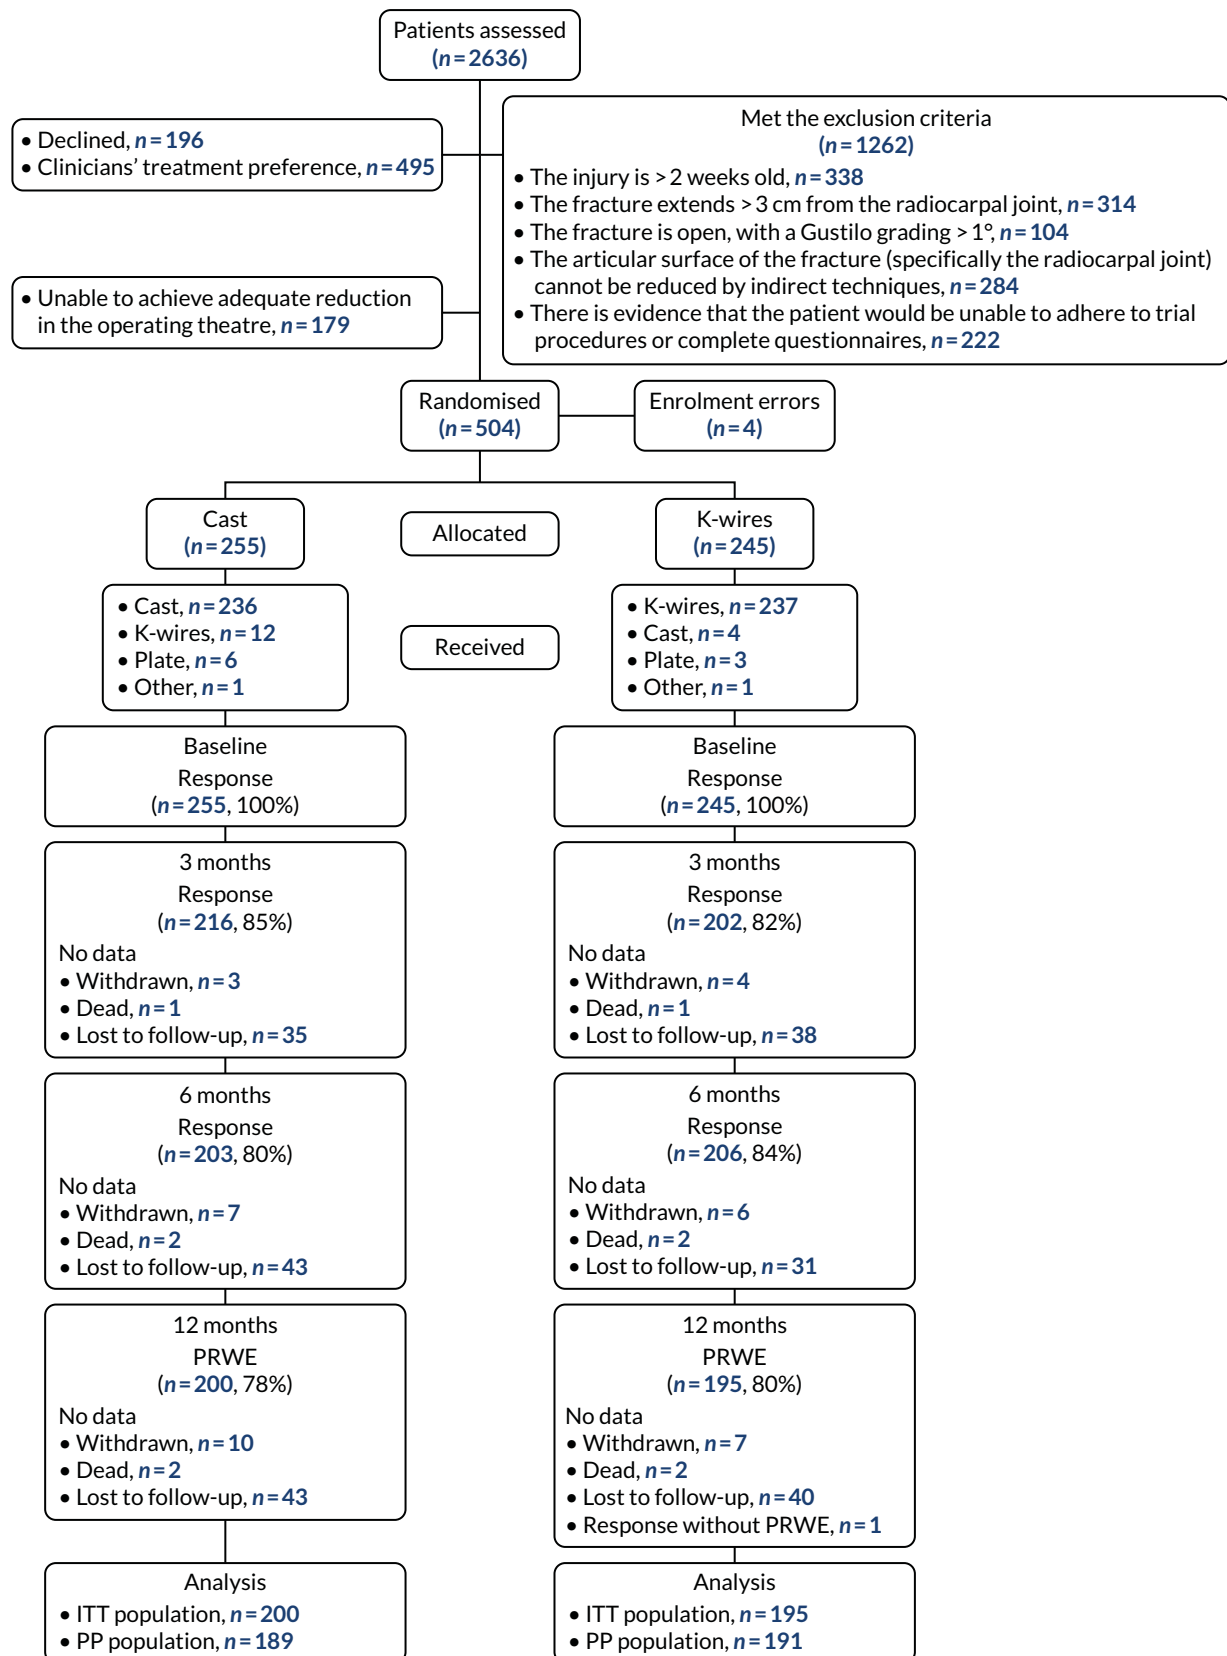 Patients assessed
(n=2636)
• Declined, n=196
• Clinicians’ treatment preference, n=495
Met the exclusion criteria
(n=1262)
• The injury is >2 weeks old, n=338
• The fracture extends >3 cm from the radiocarpal joint, n=314
• The fracture is open, with a Gustilo grading >1°, n=104
• The articular surface of the fracture (specifically the radiocarpal joint)
cannot be reduced by indirect techniques, n=284
• There is evidence that the patient would be unable to adhere to trial
procedures or complete questionnaires, n=222
• Unable to achieve adequate reduction
in the operating theatre, n=179
Randomised
(n=504)
Enrolment errors
(n=4)
Cast
(n=255)
Allocated
K-wires
(n=245)
• Cast, n=236
• K-wires, n=12
• Plate, n=6
• Other, n=1
Received
• K-wires, n=237
• Cast, n=4
• Plate, n=3
• Other, n=1
Baseline
Response
(n=255, 100%)
Baseline
Response
(n=245, 100%)
3 months
Response
(n=216, 85%)
No data
• Withdrawn, n=3
• Dead, n=1
• Lost to follow-up, n=35
3 months
Response
(n=202, 82%)
No data
• Withdrawn, n=4
• Dead, n=1
• Lost to follow-up, n=38
6 months
Response
(n=203, 80%)
No data
• Withdrawn, n=7
• Dead, n=2
• Lost to follow-up, n=43
6 months
Response
(n=206, 84%)
No data
• Withdrawn, n=6
• Dead, n=2
• Lost to follow-up, n=31
12 months
PRWE
(n=200, 78%)
No data
• Withdrawn, n=10
• Dead, n=2
• Lost to follow-up, n=43
12 months
PRWE
(n=195, 80%)
No data
• Withdrawn, n=7
• Dead, n=2
• Lost to follow-up, n=40
• Response without PRWE, n=1
Analysis
• ITT population, n=200
• PP population, n=189
Analysis
• ITT population, n=195
• PP population, n=191